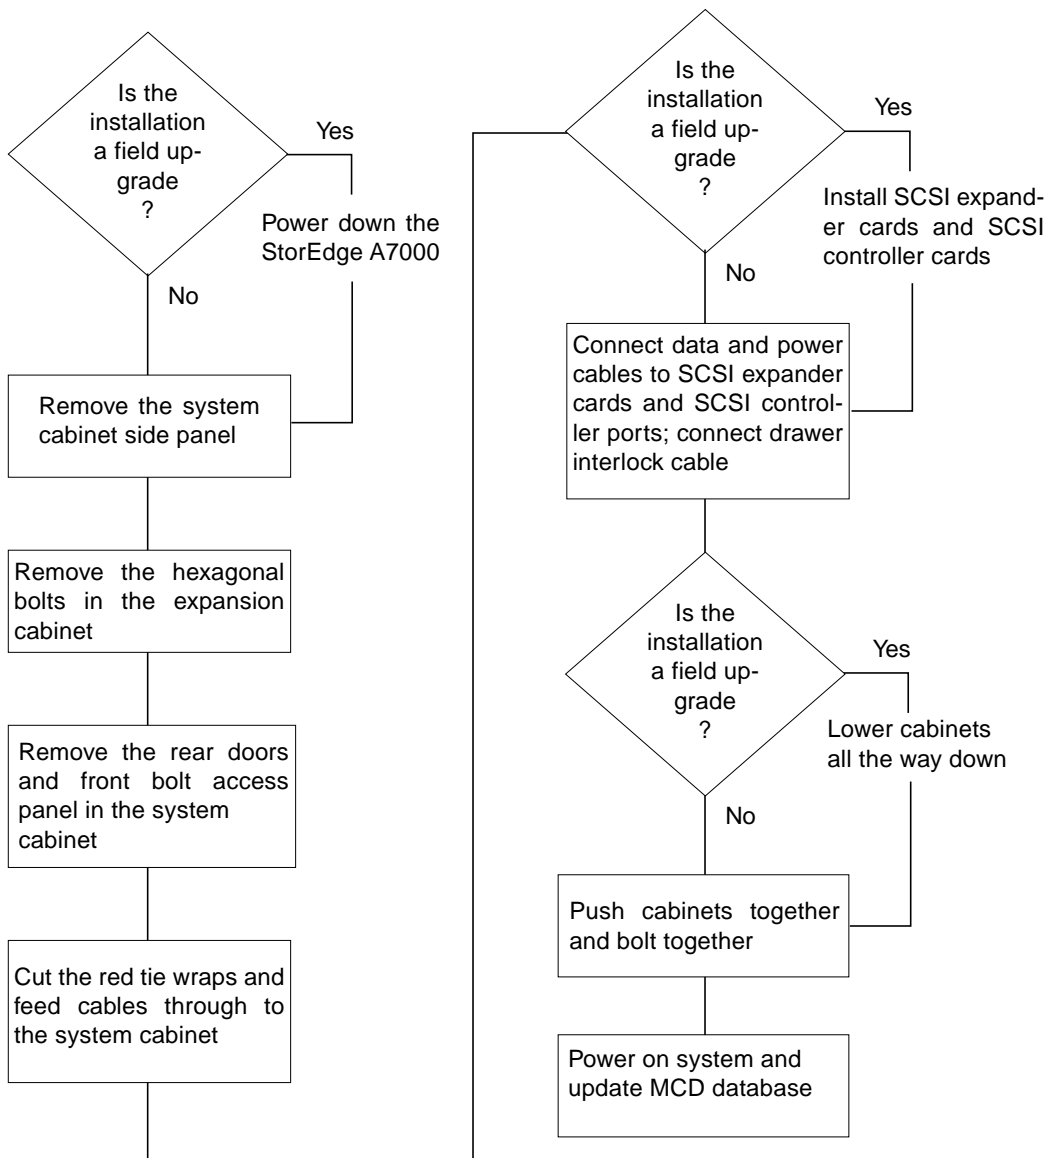 Is the
installation
a field up-
grade
?
Yes
Power down the
StorEdge A7000
No
Remove the system
cabinet side panel
Remove the hexagonal
bolts in the expansion
cabinet
Remove the rear doors
and front bolt access
panel in the system
cabinet
Cut the red tie wraps and
feed cables through to
the system cabinet
Is the
installation
a field up-
grade
?
Yes
Install SCSI expand-
er cards and SCSI
controller cards
No
Connect data and power
cables to SCSI expander
cards and SCSI control-
ler ports; connect drawer
interlock cable
Is the
installation
a field up-
grade
?
Yes
Lower cabinets
all the way down
No
Push cabinets together
and bolt together
Power on system and
update MCD database